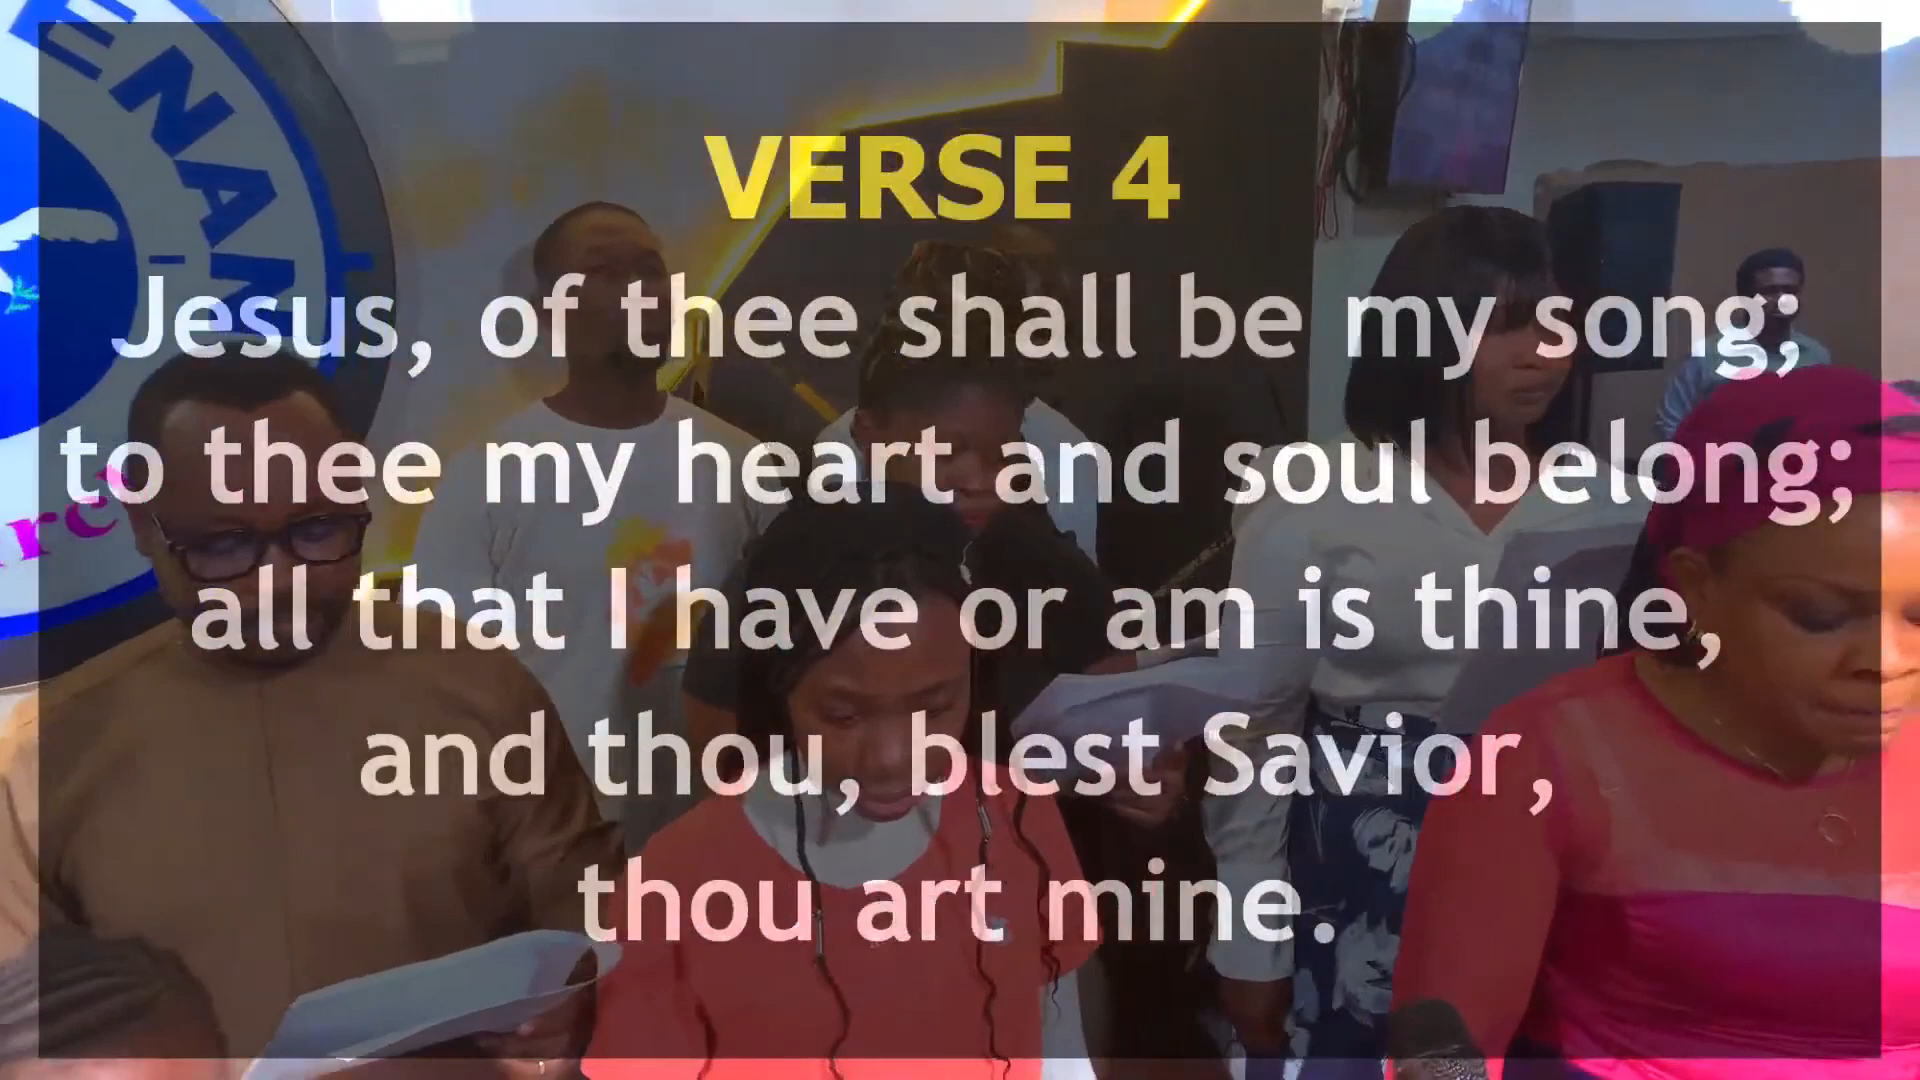 ENAN
VERSE 4
Jesus, of thee shall be my song;
to thee my heart and soul belong;
all that I have or am is thine,
and thou, blest Savior,
thou art mine.